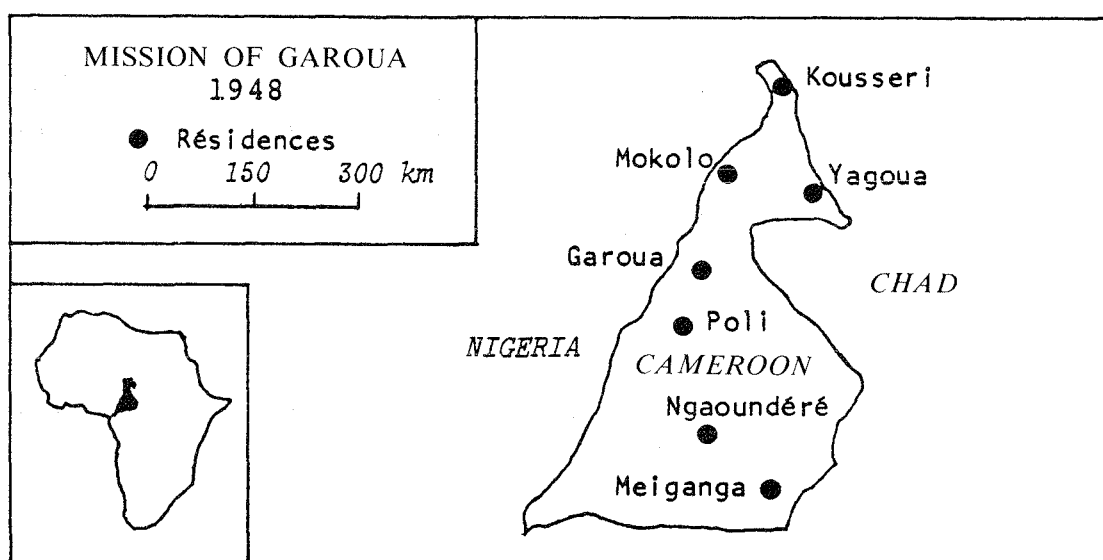 MISSION OF GAROUA
1948
Résidences
0 150 300 km
Kousseri
Mokolo
Yagoua
Garoua
CHAD
Poli
NIGERIA
CAMEROON
Ngaoundéré
Meiganga